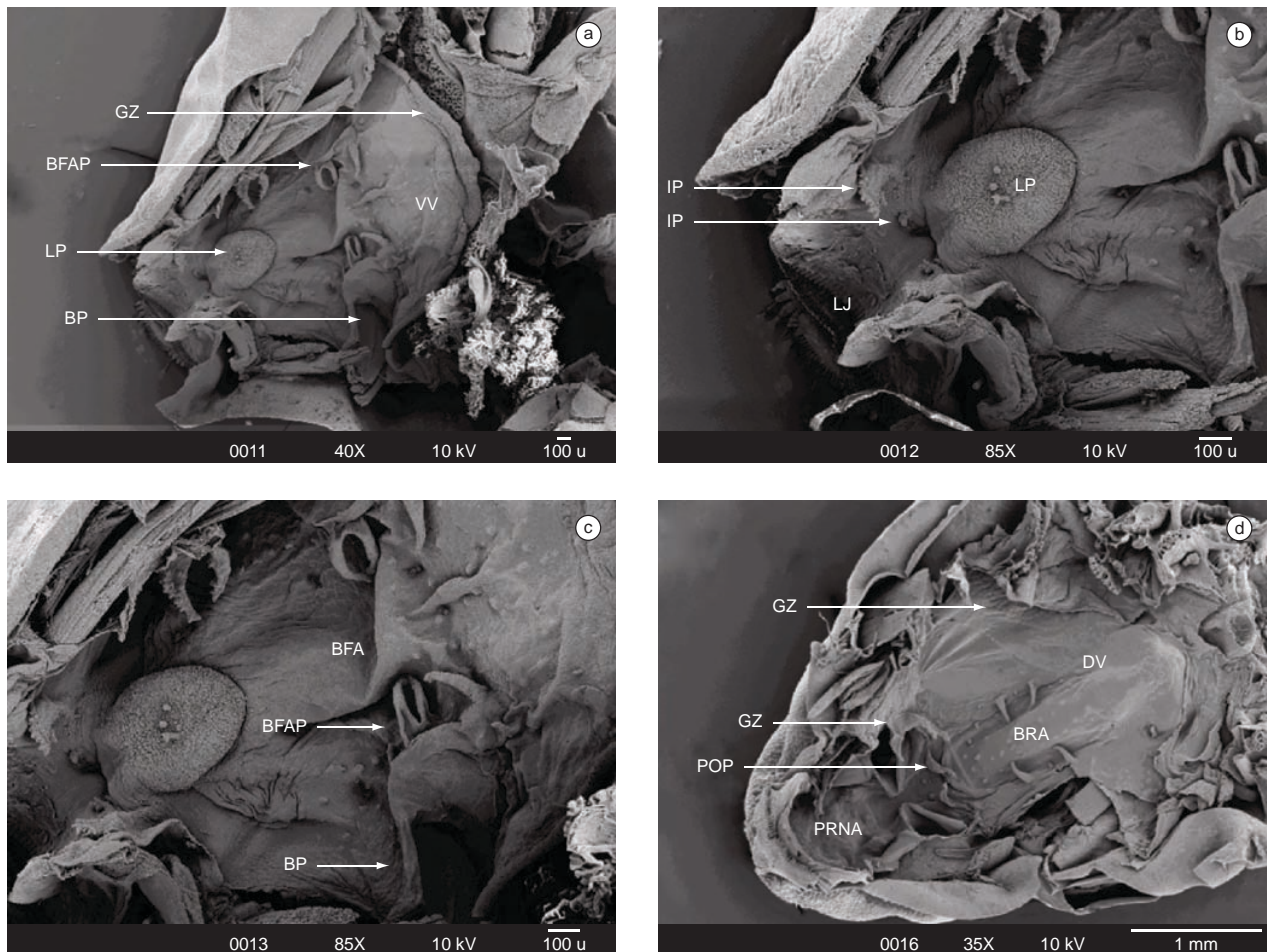 a
GZ
BFAP
VV
LP
BP
0011 40X 10 kV 100 u
b
IP
LP
IP
LJ
0012 85X 10 kV 100 u
c
BFA
BFAP
BP
0013 85X 10 kV 100 u
d
GZ
DV
GZ
BRA
POP
PRNA
0016 35X 10 kV 1 mm